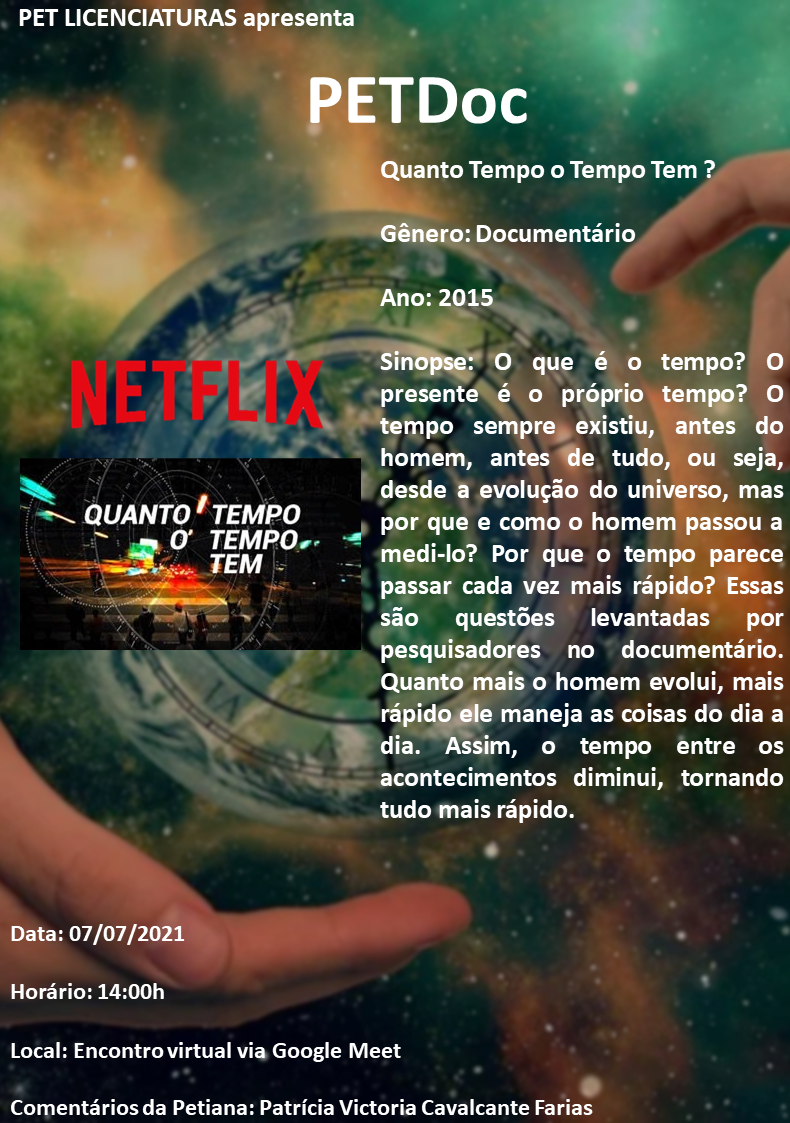 PET LICENCIATURAS apresenta
PETDoc
Quanto Tempo o Tempo Tem ?
Gênero: Documentário
Ano: 2015
NETFLIX
QUANTO TEMPO
O TEMPO
TEM
Sinopse: O que é o tempo? O
presente é o próprio tempo? O
tempo sempre existiu, antes do
homem, antes de tudo, ou seja,
desde a evolução do universo, mas
por que e como o homem passou a
medi-lo? Por que o tempo parece
passar cada vez mais rápido? Essas
são questões levantadas por
pesquisadores no documentário.
Quanto mais o homem evolui, mais
rápido ele maneja as coisas do dia a
dia. Assim, o tempo entre os
acontecimentos diminui, tornando
tudo mais rápido.
Data: 07/07/2021
Horário: 14:00h
Local: Encontro virtual via Google Meet
Comentários da Petiana: Patrícia Victoria Cavalcante Farias